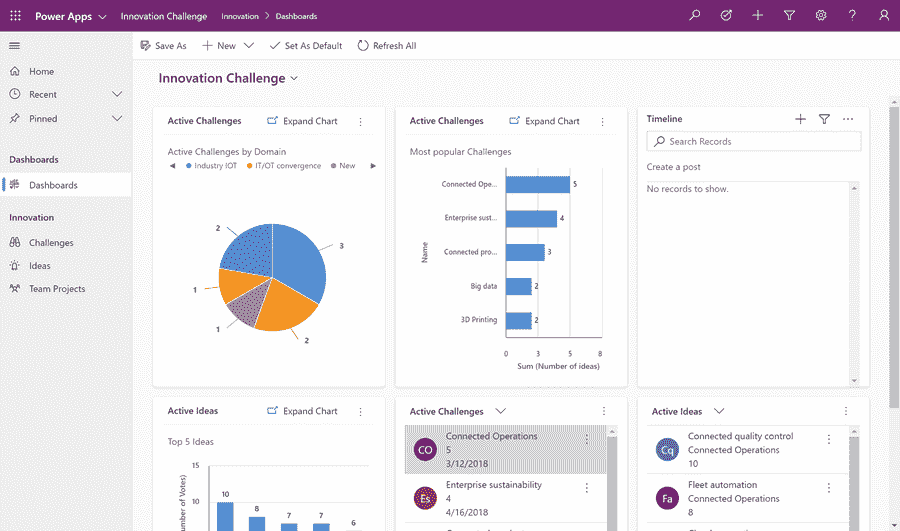 Power Apps Innovation Challenge Innovation > Dashboards
Save As New Set As Default Refresh All
Home
Recent
Pinned
Dashboards
Dashboards
Innovation
Challenges
Ideas
Team Projects
Innovation Challenge
Active Challenges Expand Chart
Active Challenges by Domain
Industry IOT IT/OT convergence New
2
3
1
1
2
Active Challenges Expand Chart
Most popular Challenges
Name
Connected Ope... 5
Enterprise sust... 4
Connected pro... 3
Big data 2
3D Printing 2
0 3 5 8
Sum (Number of ideas)
Timeline
Search Records
Create a post
No records to show.
Active Ideas Expand Chart
Top 5 Ideas
umber of Votes)
15
10
10 8 7 7 6
Active Challenges
CO
Connected Operations
5
3/12/2018
Es
Enterprise sustainability
4
4/16/2018
Active Ideas
Cq
Connected quality control
Connected Operations
10
Fa
Fleet automation
Connected Operations
8